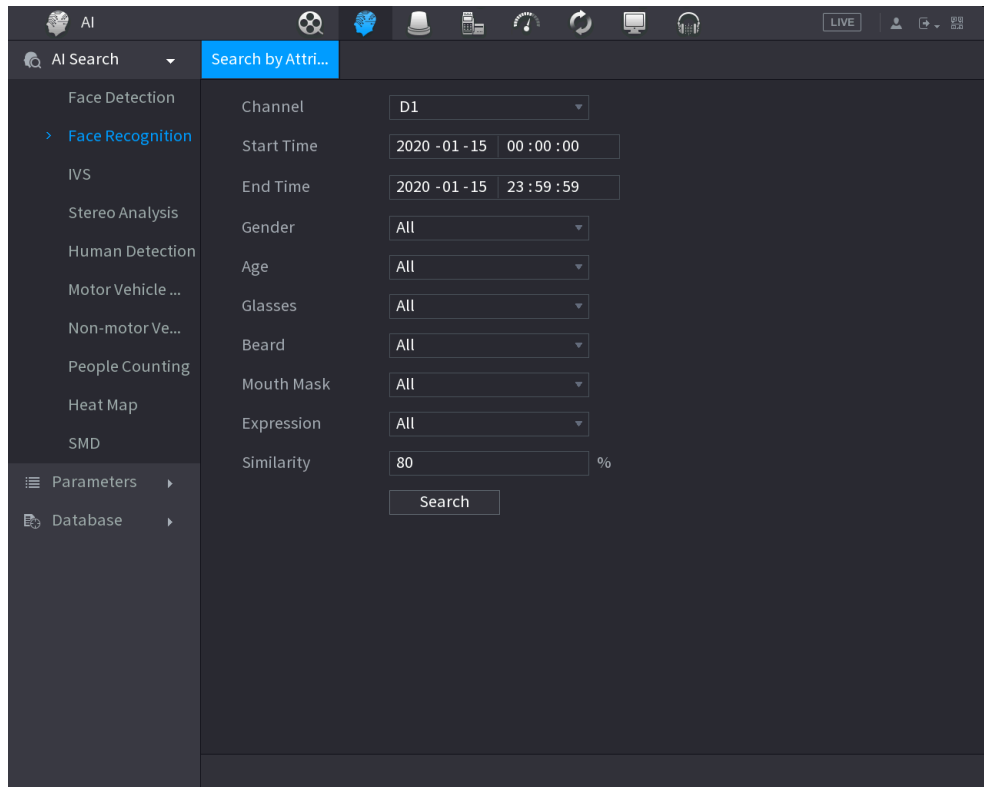 AI
LIVE
AI Search
Search by Attri...
Face Detection
Face Recognition
IVS
Stereo Analysis
Human Detection
Motor Vehicle ...
Non-motor Ve...
People Counting
Heat Map
SMD
Parameters
Database
Channel D1
Start Time 2020 -01 -15 00 : 00 : 00
End Time 2020 -01 -15 23 : 59 : 59
Gender All
Age All
Glasses All
Beard All
Mouth Mask All
Expression All
Similarity 80 %
Search